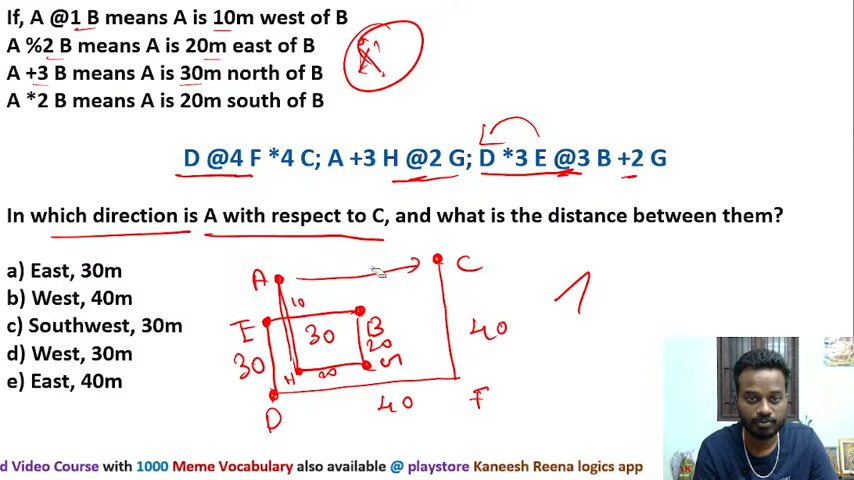 If, A @1 B means A is 10m west of B
A %2 B means A is 20m east of B
A +3 B means A is 30m north of B
A *2 B means A is 20m south of B
D @4 F *4 C; A +3 H @2 G; D *3 E @3 B +2 G
In which direction is A with respect to C, and what is the distance between them?
a) East, 30m
b) West, 40m
c) Southwest, 30m
d) West, 30m
e) East, 40m
A
C
10
E
B
30
20
40
30
H
20
G
D
40
F
d Video Course with 1000 Meme Vocabulary also available @ playstore Kaneesh Reena logics app